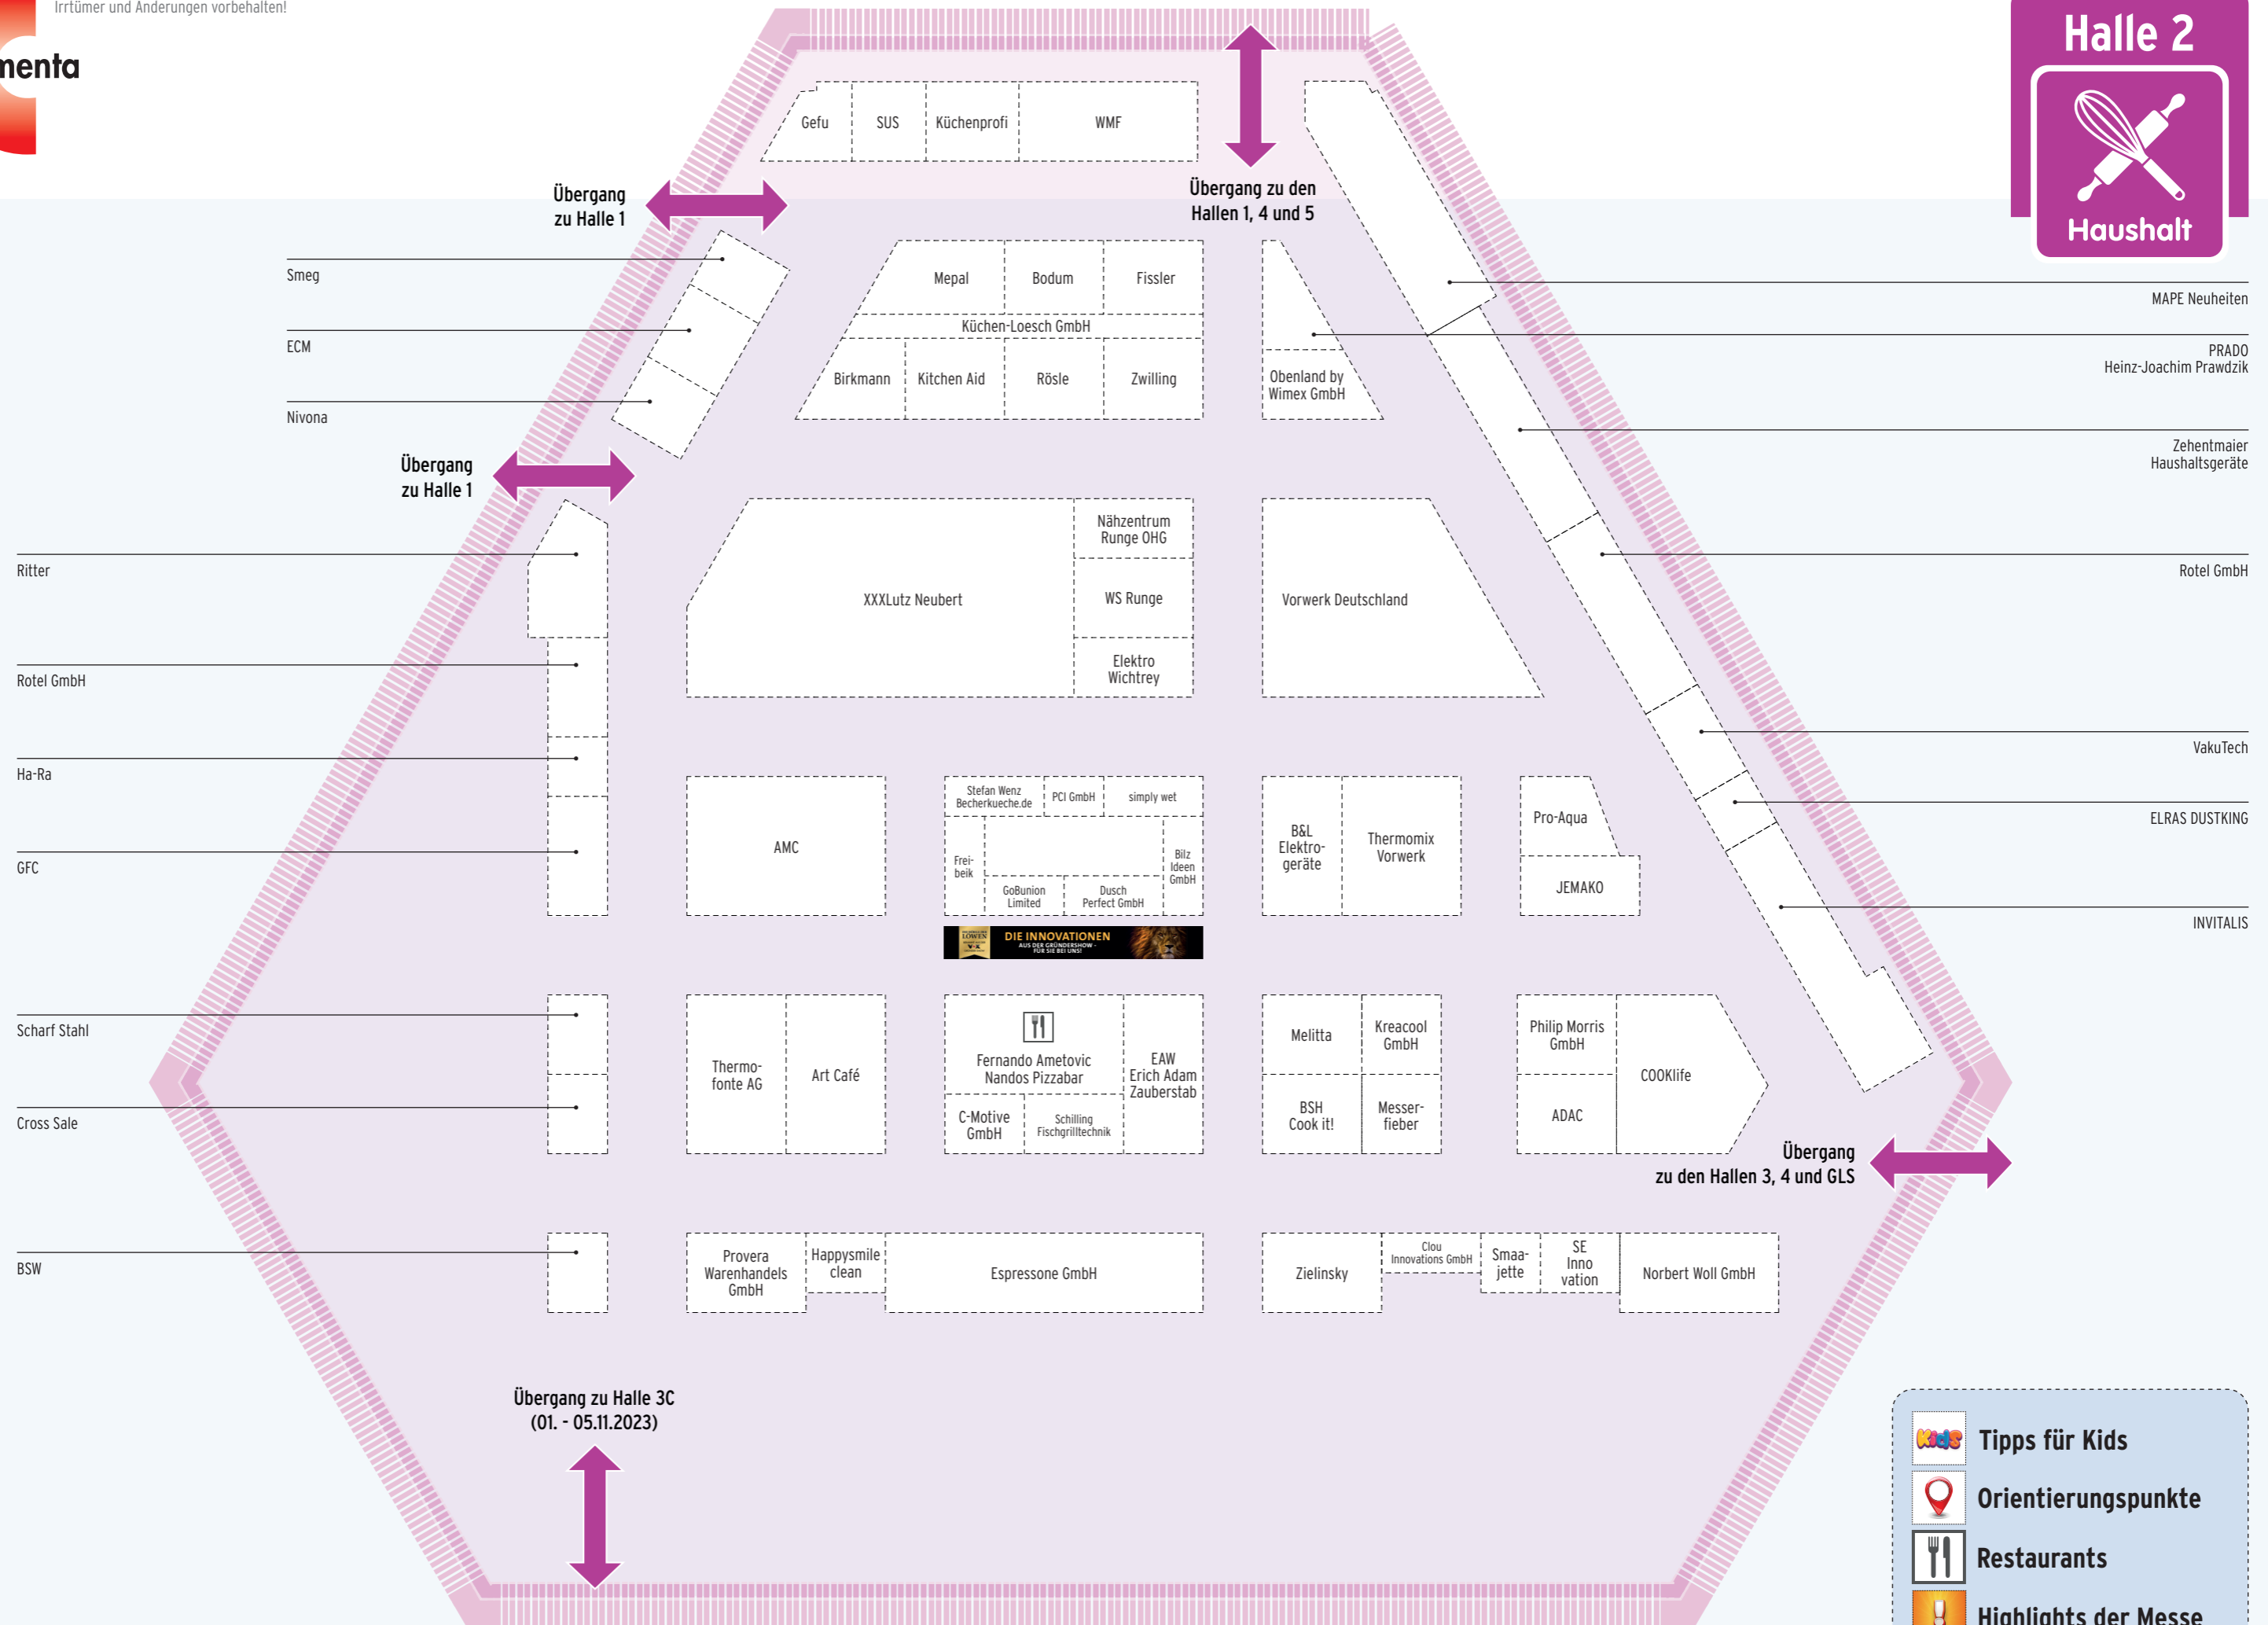 Irrtümer und Änderungen vorbehalten!
menta
Halle 2
Haushalt
Gefu
SUS
Küchenprofi
WMF
Übergang
zu Halle 1
Übergang zu den
Hallen 1, 4 und 5
Smeg
ECM
Nivona
Mepal
Bodum
Fissler
Küchen-Loesch GmbH
Birkmann
Kitchen Aid
Rösle
Zwilling
Obenland by
Wimex GmbH
MAPE Neuheiten
PRADO
Heinz-Joachim Prawdzik
Zehentmaier
Haushaltsgeräte
Übergang
zu Halle 1
Ritter
Rotel GmbH
Ha-Ra
GFC
XXXLutz Neubert
Nähzentrum
Runge OHG
WS Runge
Elektro
Wichtrey
Vorwerk Deutschland
Rotel GmbH
VakuTech
ELRAS DUSTKING
INVITALIS
AMC
Stefan Wenz
Becherkueche.de
PCI GmbH
simply wet
Frei-
beik
GoBunion
Limited
Dusch
Perfect GmbH
Bilz
Ideen
GmbH
B&L
Elektro-
geräte
Thermomix
Vorwerk
Pro-Aqua
JEMAKO
LÖWEN
DIE INNOVATIONEN
AUS DER GRÜNDERSHOW -
FÜR SIE BEI UNS!
Scharf Stahl
Cross Sale
Thermo-
fonte AG
Art Café
Fernando Ametovic
Nandos Pizzabar
C-Motive
GmbH
Schilling
Fischgrilltechnik
EAW
Erich Adam
Zauberstab
Melitta
Kreacool
GmbH
BSH
Cook it!
Messer-
fieber
Philip Morris
GmbH
ADAC
COOKlife
Übergang
zu den Hallen 3, 4 und GLS
BSW
Provera
Warenhandels
GmbH
Happysmile
clean
Espressone GmbH
Zielinsky
Clou
Innovations GmbH
Smaa-
jette
SE
Inno
vation
Norbert Woll GmbH
Übergang zu Halle 3C
(01. - 05.11.2023)
Kids
Tipps für Kids
Orientierungspunkte
Restaurants
Highlights der Messe